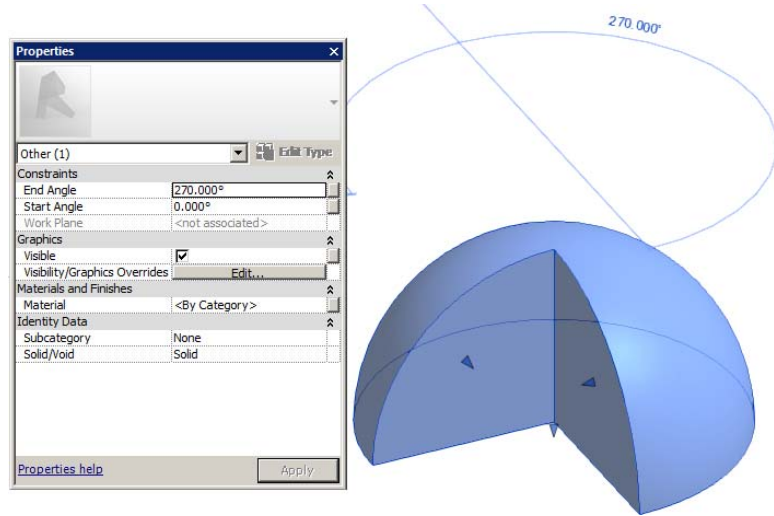 Properties
Other (1) Edit Type
Constraints
End Angle 270.000°
Start Angle 0.000°
Work Plane <not associated>
Graphics
Visible
Visibility/Graphics Overrides Edit...
Materials and Finishes
Material <By Category>
Identity Data
Subcategory None
Solid/Void Solid
Properties help Apply
270.000°